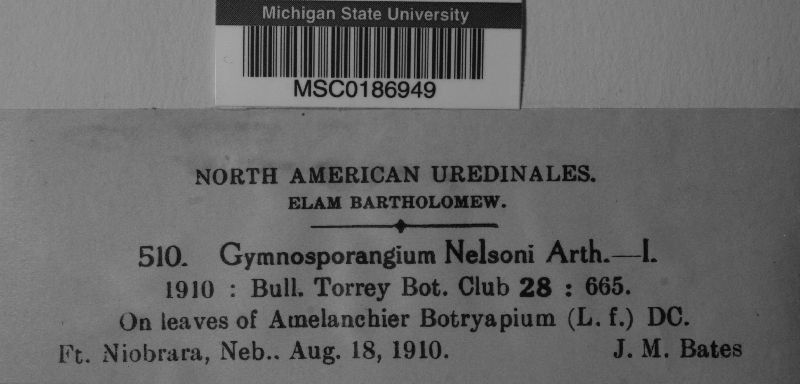 Michigan State University
MSC0186949
NORTH AMERICAN UREDINALES.
ELAM BARTHOLOMEW.
510. Gymnosporangium Nelsoni Arth.—I.
1910 : Bull. Torrey Bot. Club 28 : 665.
On leaves of Amelanchier Botryapium (L. f.) DC.
Ft. Niobrara, Neb.. Aug. 18, 1910. J. M. Bates